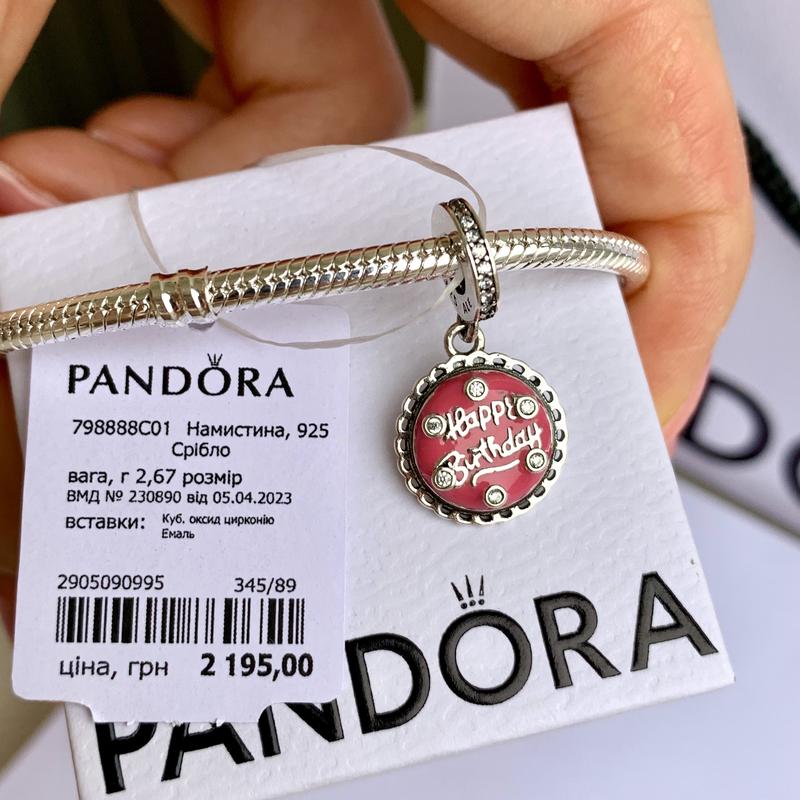 PANDORA
798888C01 Намистина, 925
Срібло
вага, г 2,67 розмір
ВМД № 230890 від 05.04.2023
вставки: Куб. оксид цирконію
Емаль
2905090995 345/89
ціна, грн 2 195,00
ALE
Happy
Birthday
PANDORA